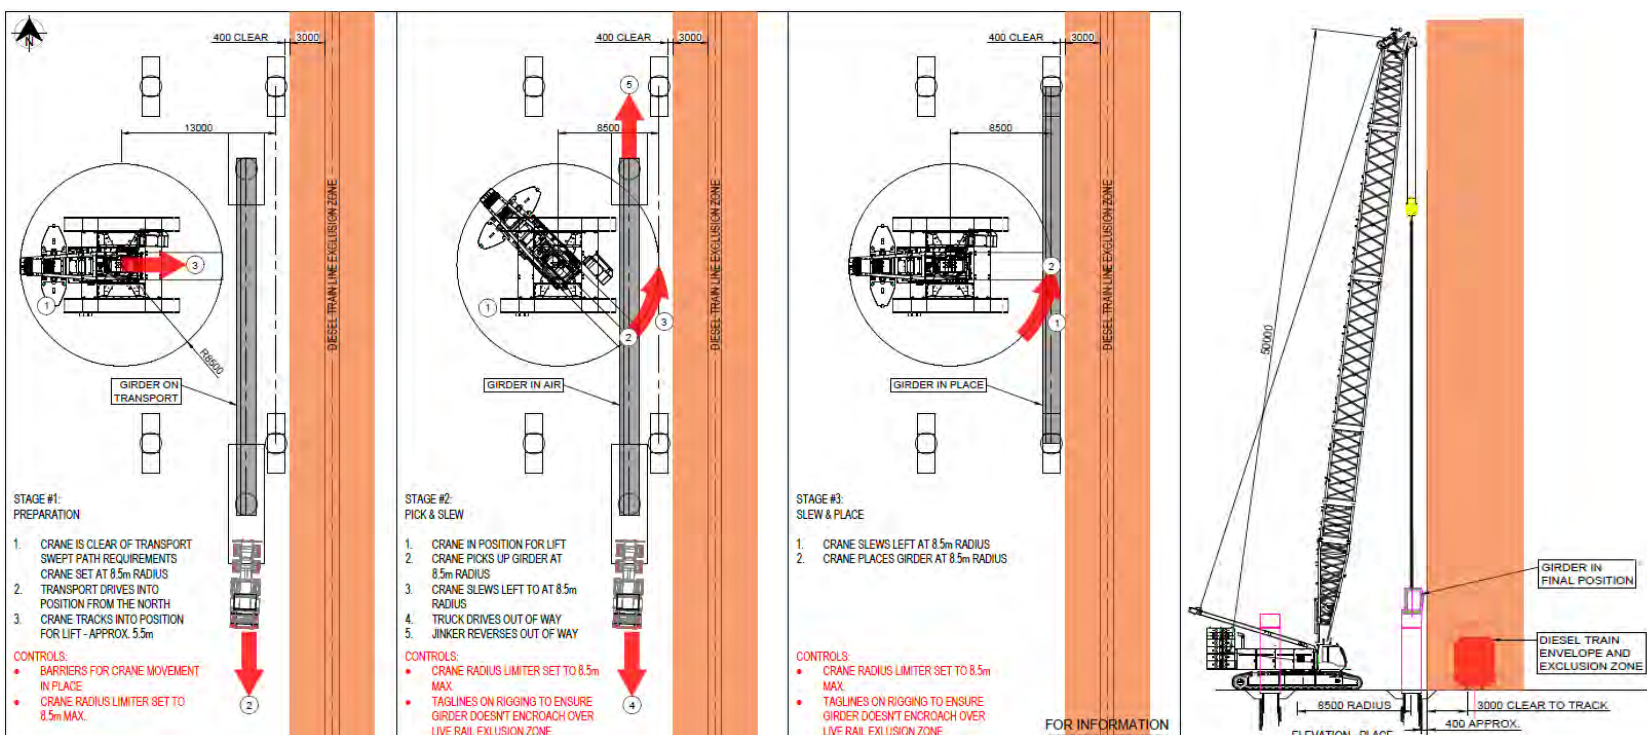 N
400 CLEAR
3000
13000
DIESEL TRAIN LINE EXCLUSION ZONE
3
1
R8500
GIRDER ON
TRANSPORT
STAGE #1:
PREPARATION
1. CRANE IS CLEAR OF TRANSPORT
SWEPT PATH REQUIREMENTS
CRANE SET AT 8.5m RADIUS
2. TRANSPORT DRIVES INTO
POSITION FROM THE NORTH
3. CRANE TRACKS INTO POSITION
FOR LIFT - APPROX. 5.5m
CONTROLS:
• BARRIERS FOR CRANE MOVEMENT
IN PLACE
• CRANE RADIUS LIMITER SET TO
8.5m MAX.
2
400 CLEAR
3000
5
8500
DIESEL TRAIN LINE EXCLUSION ZONE
1
2
3
GIRDER IN AIR
STAGE #2:
PICK & SLEW
1. CRANE IN POSITION FOR LIFT
2. CRANE PICKS UP GIRDER AT
8.5m RADIUS
3. CRANE SLEWS LEFT TO AT 8.5m
RADIUS
4. TRUCK DRIVES OUT OF WAY
5. JINKER REVERSES OUT OF WAY
CONTROLS:
• CRANE RADIUS LIMITER SET TO 8.5m
MAX.
• TAGLINES ON RIGGING TO ENSURE
GIRDER DOESN'T ENCROACH OVER
LIVE RAIL EXLUSION ZONE
4
400 CLEAR
3000
8500
DIESEL TRAIN LINE EXCLUSION ZONE
2
1
GIRDER IN PLACE
STAGE #3:
SLEW & PLACE
1. CRANE SLEWS LEFT AT 8.5m RADIUS
2. CRANE PLACES GIRDER AT 8.5m RADIUS
CONTROLS:
• CRANE RADIUS LIMITER SET TO 8.5m
MAX.
• TAGLINES ON RIGGING TO ENSURE
GIRDER DOESN'T ENCROACH OVER
LIVE RAIL EXLUSION ZONE
FOR INFORMATION
50000
GIRDER IN
FINAL POSITION
DIESEL TRAIN
ENVELOPE AND
EXCLUSION ZONE
8500 RADIUS
3000 CLEAR TO TRACK
400 APPROX.
ELEVATION - PLACE